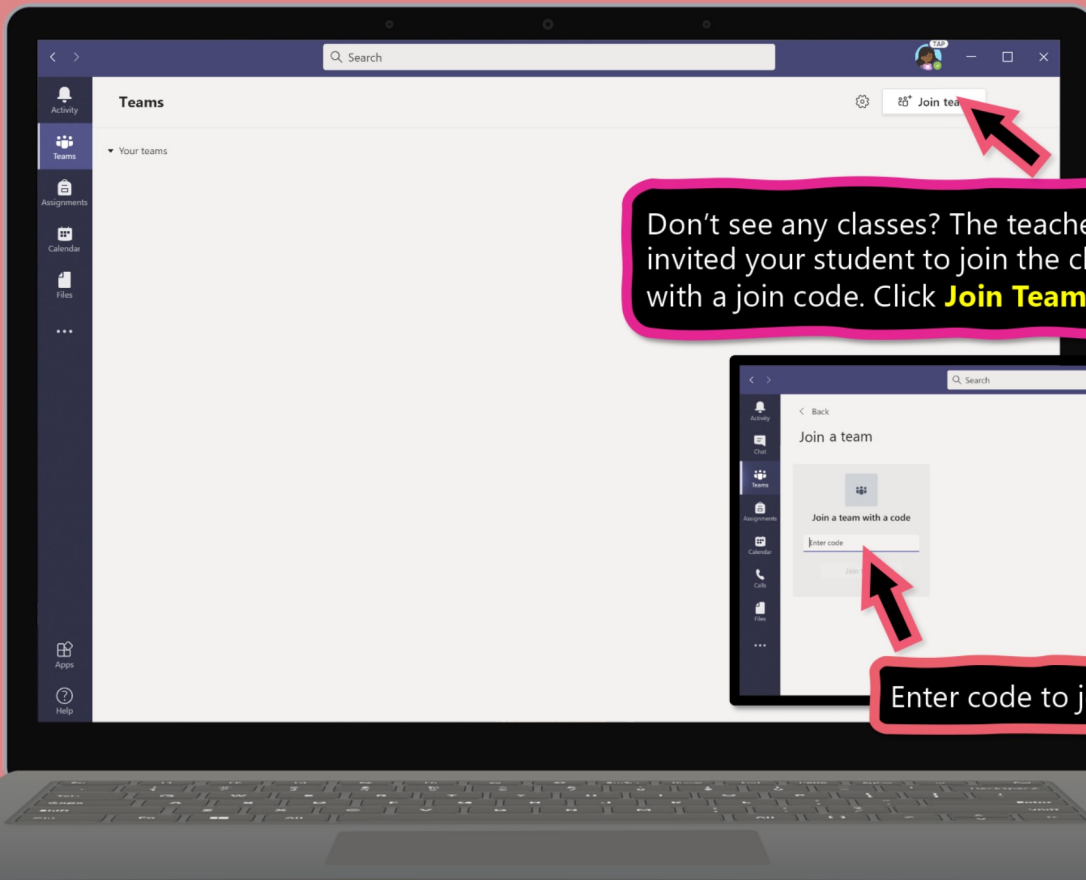 Search
TAP
Activity
Teams
Join tea
Teams
Your teams
Assignments
Calendar
Files
Don't see any classes? The teache
invited your student to join the cl
with a join code. Click Join Team
Search
Activity
Back
Join a team
Chat
Teams
Assignments
Join a team with a code
Enter code
Calendar
Join
Calls
Files
Enter code to j
Apps
Help